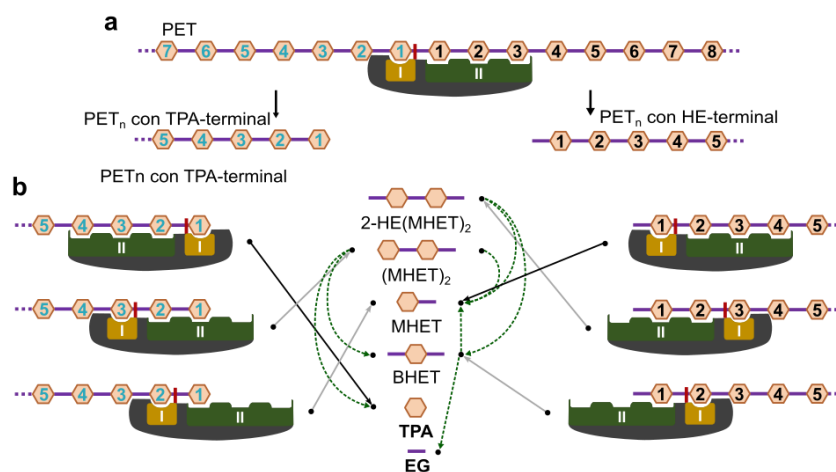 a
PET
7 6 5 4 3 2 1 1 2 3 4 5 6 7 8
I II
PETn con TPA-terminal
PETn con HE-terminal
5 4 3 2 1
1 2 3 4 5
b
PETn con TPA-terminal
2-HE(MHET)2
5 4 3 2 1
1 2 3 4 5
II I
I II
(MHET)2
5 4 3 2 1
MHET
1 2 3 4 5
I II
II I
BHET
5 4 3 2 1
1 2 3 4 5
I II
II I
TPA
EG